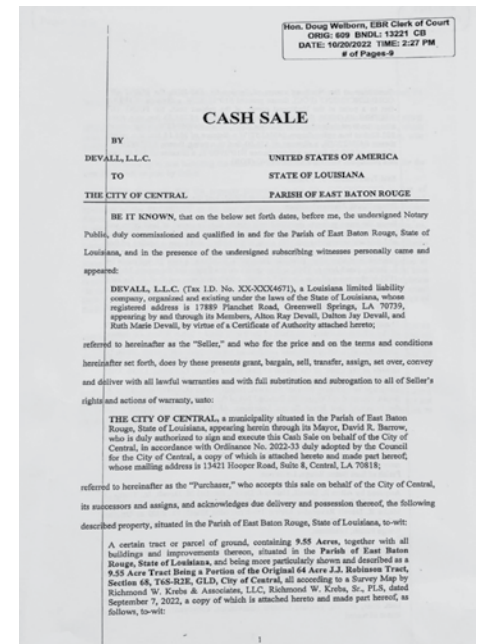 Hon. Doug Welborn, EBR Clerk of Court
ORIG: 609 BNDL: 13221 CB
DATE: 10/20/2022 TIME: 2:27 PM
# of Pages-9
CASH SALE
BY
DEVALL, L.L.C. UNITED STATES OF AMERICA
TO STATE OF LOUISIANA
THE CITY OF CENTRAL PARISH OF EAST BATON ROUGE
BE IT KNOWN, that on the below set forth dates, before me, the undersigned Notary
Public, duly commissioned and qualified in and for the Parish of East Baton Rouge, State of
Louisiana, and in the presence of the undersigned subscribing witnesses personally came and
appeared:
DEVALL, L.L.C. (Tax I.D. No. XX-XXX4671), a Louisiana limited liability
company, organized and existing under the laws of the State of Louisiana, whose
registered address is 17889 Planchet Road, Greenwell Springs, LA 70739,
appearing by and through its Members, Alton Ray Devall, Dalton Jay Devall, and
Ruth Marie Devall, by virtue of a Certificate of Authority attached hereto;
referred to hereinafter as the "Seller," and who for the price and on the terms and conditions
hereinafter set forth, does by these presents grant, bargain, sell, transfer, assign, set over, convey
and deliver with all lawful warranties and with full substitution and subrogation to all of Seller's
rights and actions of warranty, unto:
THE CITY OF CENTRAL, a municipality situated in the Parish of East Baton
Rouge, State of Louisiana, appearing herein through its Mayor, David R. Barrow,
who is duly authorized to sign and execute this Cash Sale on behalf of the City of
Central, in accordance with Ordinance No. 2022-33 duly adopted by the Council
for the City of Central, a copy of which is attached hereto and made part hereof;
whose mailing address is 13421 Hooper Road, Suite 8, Central, LA 70818;
referred to hereinafter as the "Purchaser," who accepts this sale on behalf of the City of Central,
its successors and assigns, and acknowledges due delivery and possession thereof, the following
described property, situated in the Parish of East Baton Rouge, State of Louisiana, to-wit:
A certain tract or parcel of ground, containing 9.55 Acres, together with all
buildings and improvements thereon, situated in the Parish of East Baton
Rouge, State of Louisiana, and being more particularly shown and described as a
9.55 Acre Tract Being a Portion of the Original 64 Acre J.J. Robinson Tract,
Section 68, T6S-R2E, GLD, City of Central, all according to a Survey Map by
Richmond W. Krebs & Associates, LLC, Richmond W. Krebs, Sr., PLS, dated
September 7, 2022, a copy of which is attached hereto and made part hereof, as
follows, to-wit:
1